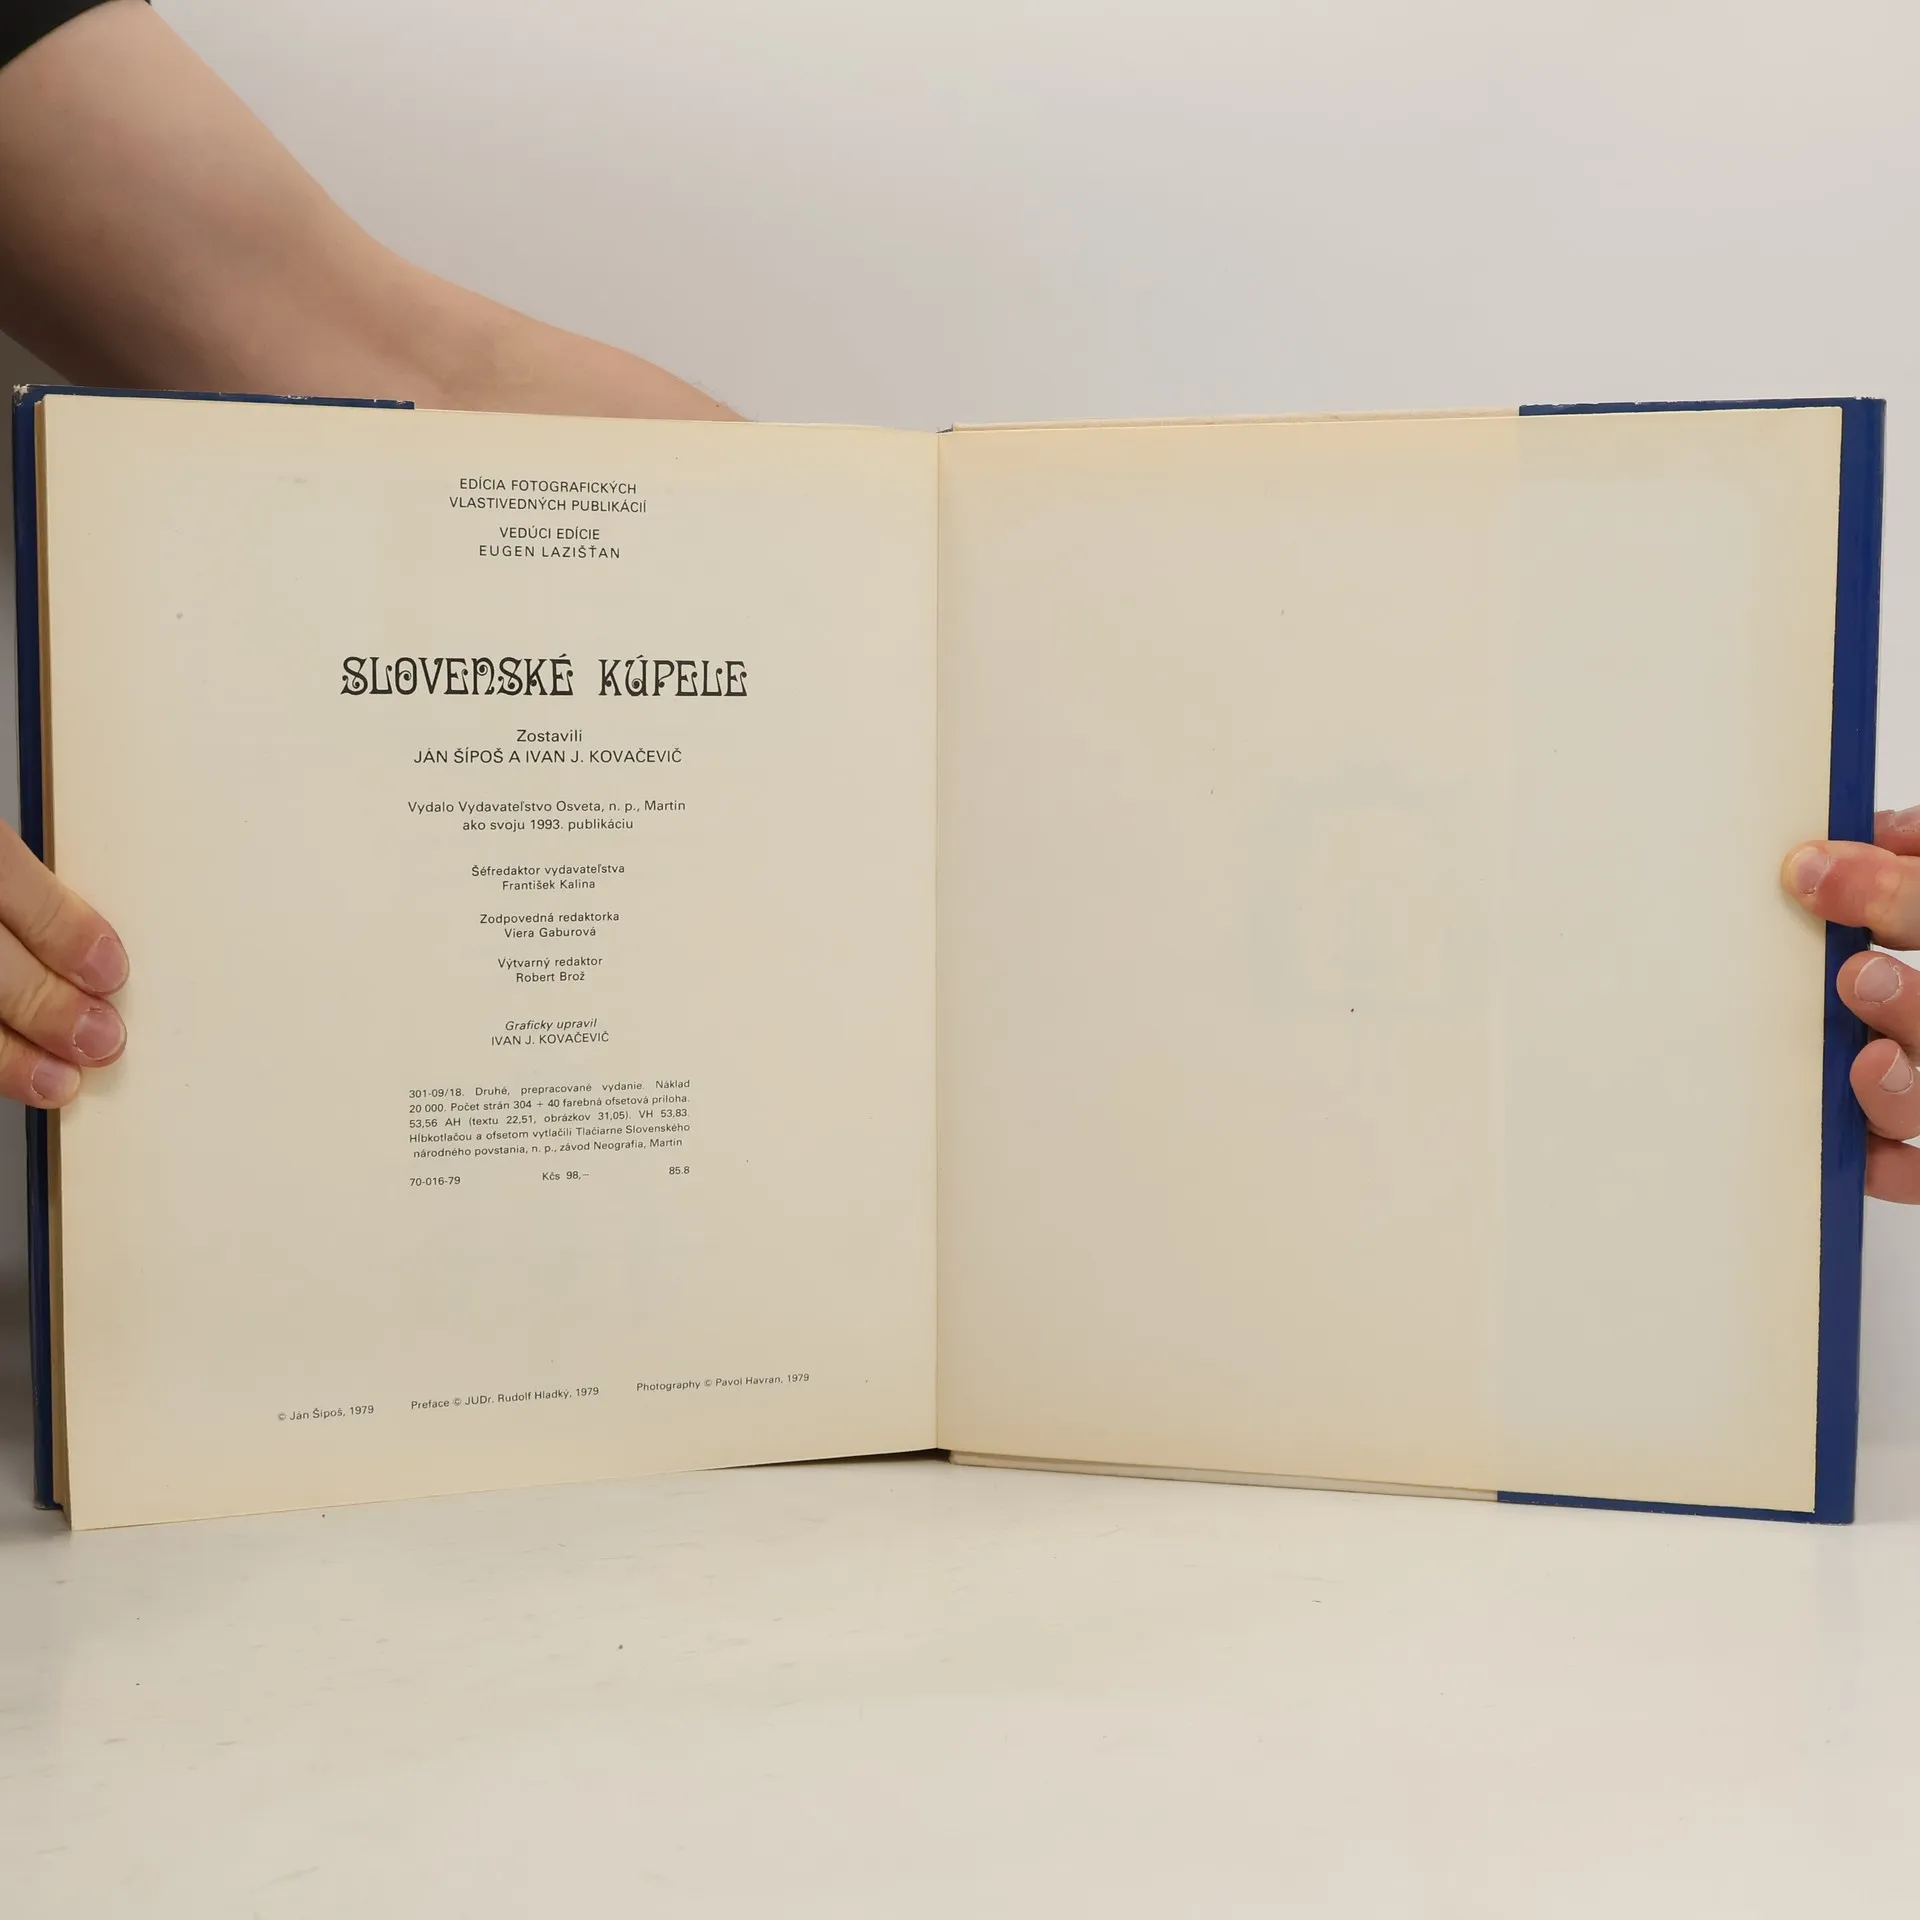 EDÍCIA FOTOGRAFICKÝCH
VLASTIVEDNÝCH PUBLIKÁCIÍ
VEDÚCI EDÍCIE
EUGEN LAZIŠŤAN
SLOVENSKÉ KÚPELE
Zostavili
JÁN ŠÍPOŠ A IVAN J. KOVAČEVIČ
Vydalo Vydavateľstvo Osveta, n. p., Martin
ako svoju 1993. publikáciu
Šéfredaktor vydavateľstva
František Kalina
Zodpovedná redaktorka
Viera Gaburová
Výtvarný redaktor
Robert Brož
Graficky upravil
IVAN J. KOVAČEVIČ
301-09/18. Druhé, prepracované vydanie. Náklad
20 000. Počet strán 304 + 40 farebná ofsetová príloha.
53,56 AH (textu 22,51, obrázkov 31,05). VH 53,83.
Hĺbkotlačou a ofsetom vytlačili Tlačiarne Slovenského
národného povstania, n. p., závod Neografia, Martin
70-016-79 Kčs 98,– 85.8
© Ján Šípoš, 1979 Preface © JUDr. Rudolf Hladký, 1979 Photography © Pavol Havran, 1979